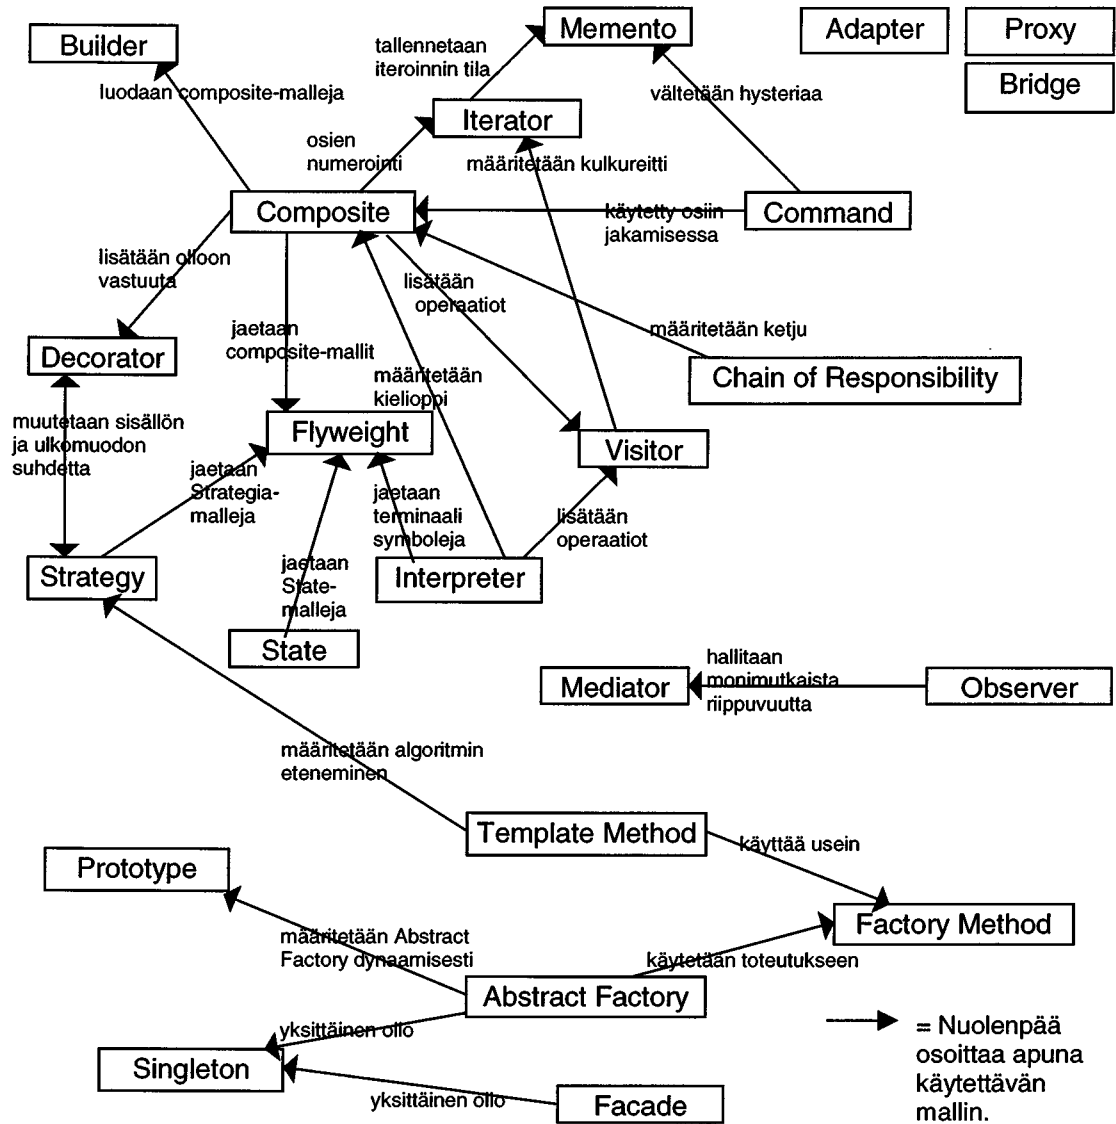 Builder
Memento
Adapter
Proxy
Bridge
tallennetaan
iteroinnin tila
luodaan composite-malleja
vältetään hysteriaa
Iterator
osien
numerointi
määritetään kulkureitti
Composite
käytetty osiin
jakamisessa
Command
lisätään olloon
vastuuta
lisätään
operaatiot
jaetaan
composite-mallit
määritetään ketju
Decorator
määritetään
kielioppi
Chain of Responsibility
muutetaan sisällön
ja ulkomuodon
suhdetta
Flyweight
Visitor
jaetaan
Strategia-
malleja
jaetaan
terminaali
symboleja
lisätään
operaatiot
Strategy
jaetaan
State-
malleja
Interpreter
State
hallitaan
monimutkaista
riippuvuutta
Mediator
Observer
määritetään algoritmin
eteneminen
Template Method
käyttää usein
Prototype
Factory Method
määritetään Abstract
Factory dynaamisesti
käytetään toteutukseen
Abstract Factory
yksittäinen ollo
Singleton
yksittäinen ollo
Facade
= Nuolenpää
osoittaa apuna
käytettävän
mallin.